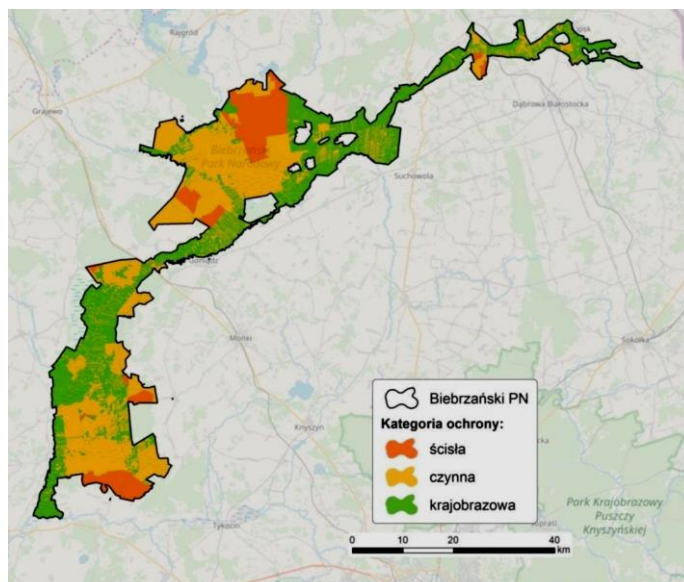 Rajgród
Grajewo
Dąbrowa Białostocka
Biebrzański
Park Narodowy
Suchowola
Goniądz
Mońki
Sokółka
Knyszyn
Tykocin
Park Krajobrazowy
Puszczy
Knyszyńskiej
Biebrzański PN
Kategoria ochrony:
ścisła
czynna
krajobrazowa
0 10 20 40
km